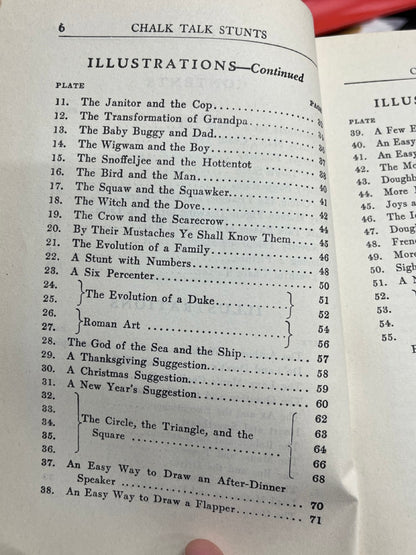 6 CHALK TALK STUNTS
ILLUSTRATIONS—Continued
PLATE
11. The Janitor and the Cop
12. The Transformation of Grandpa
13. The Baby Buggy and Dad
14. The Wigwam and the Boy 37
15. The Snoffeljee and the Hottentot 38
16. The Bird and the Man 40
17. The Squaw and the Squawker 41
18. The Witch and the Dove 42
19. The Crow and the Scarecrow 44
20. By Their Mustaches Ye Shall Know Them 45
21. The Evolution of a Family 46
22. A Stunt with Numbers 48
23. A Six Percenter 50
24. 51
The Evolution of a Duke
25. 52
26. 54
Roman Art
27. 56
28. The God of the Sea and the Ship 57
29. A Thanksgiving Suggestion 58
30. A Christmas Suggestion 59
31. A New Year's Suggestion 60
32. 62
33. 63
34. The Circle, the Triangle, and the 64
35. Square 66
36. 68
37. An Easy Way to Draw an After-Dinner
Speaker 70
38. An Easy Way to Draw a Flapper 71
C
ILLU
PLATE
39. A Few E
40. An Easy
41. An Easy
42. The Mo
43. Doughb
44. More
45. Joys a
46. The I
47. Doug
48. Fren
49. More
50. Sigh
51. A N
52.
53.
54.
55.